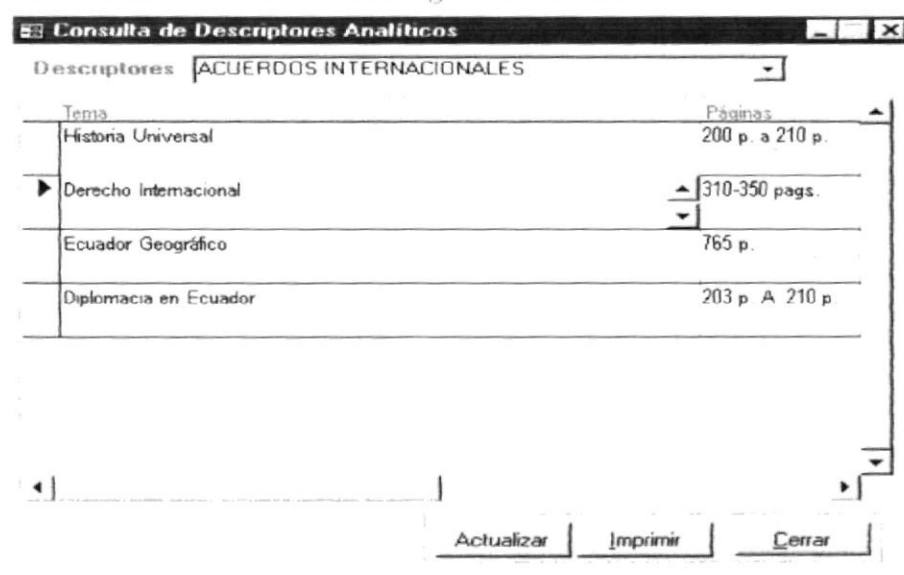 Consulta de Descriptores Analíticos
Descriptores ACUERDOS INTERNACIONALES
Tema Páginas
Historia Universal 200 p. a 210 p.
Derecho Internacional 310-350 pags.
Ecuador Geográfico 765 p.
Diplomacia en Ecuador 203 p A 210 p
Actualizar Imprimir Cerrar